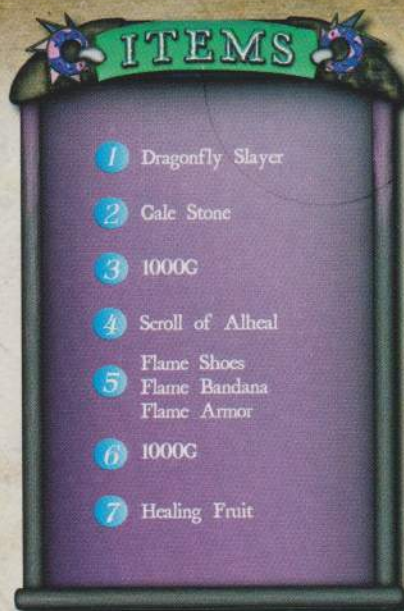 ITEMS
1 Dragonfly Slayer
2 Gale Stone
3 1000G
4 Scroll of Alheal
5 Flame Shoes
Flame Bandana
Flame Armor
6 1000G
7 Healing Fruit